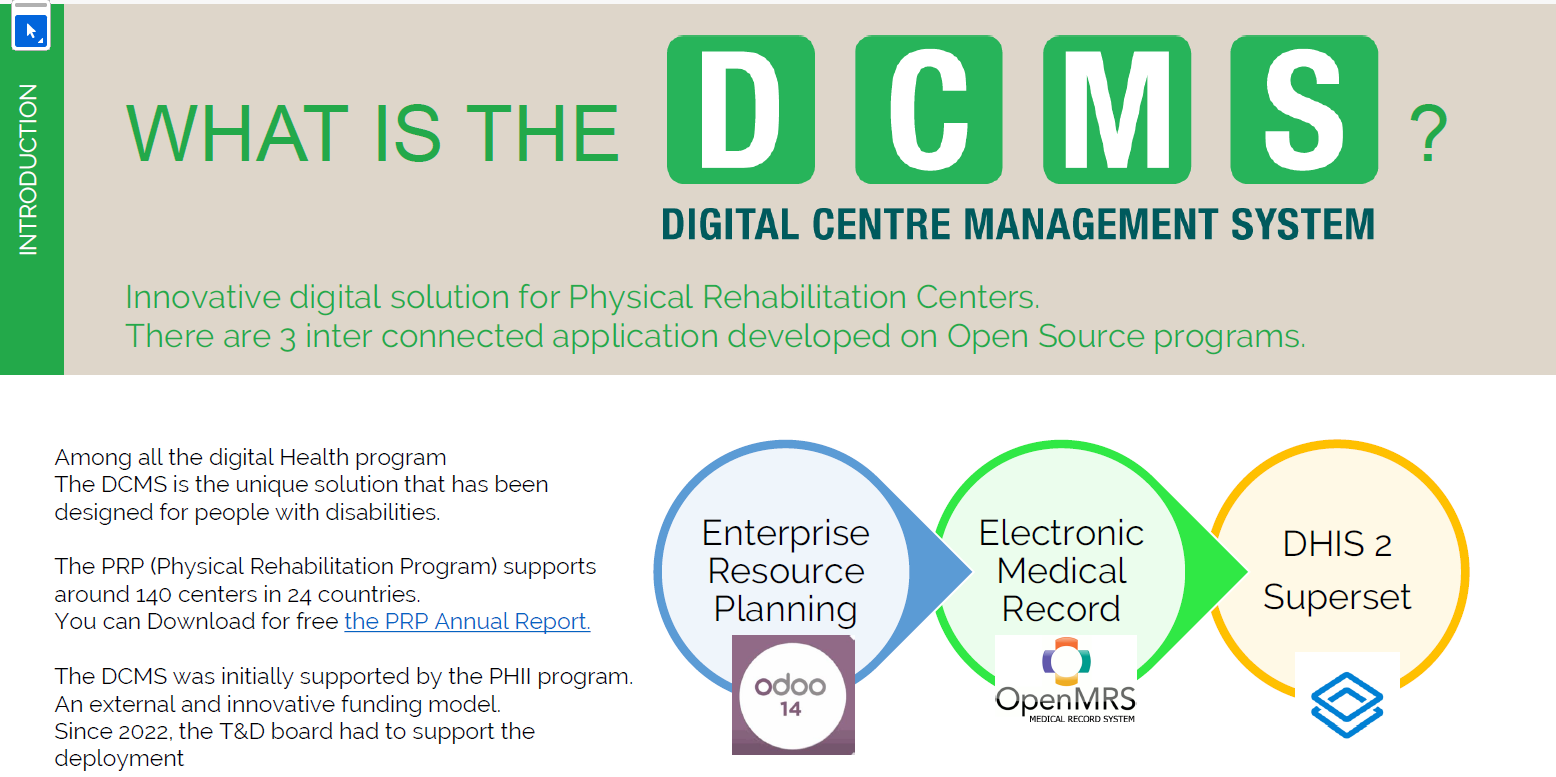 INTRODUCTION
WHAT IS THE DCMS ?
DIGITAL CENTRE MANAGEMENT SYSTEM
Innovative digital solution for Physical Rehabilitation Centers.
There are 3 inter connected application developed on Open Source programs.
Among all the digital Health program
The DCMS is the unique solution that has been
designed for people with disabilities.
The PRP (Physical Rehabilitation Program) supports
around 140 centers in 24 countries.
You can Download for free the PRP Annual Report.
The DCMS was initially supported by the PHII program.
An external and innovative funding model.
Since 2022, the T&D board had to support the
deployment
Enterprise
Resource
Planning
odoo
14
Electronic
Medical
Record
OpenMRS
MEDICAL RECORD SYSTEM
DHIS 2
Superset